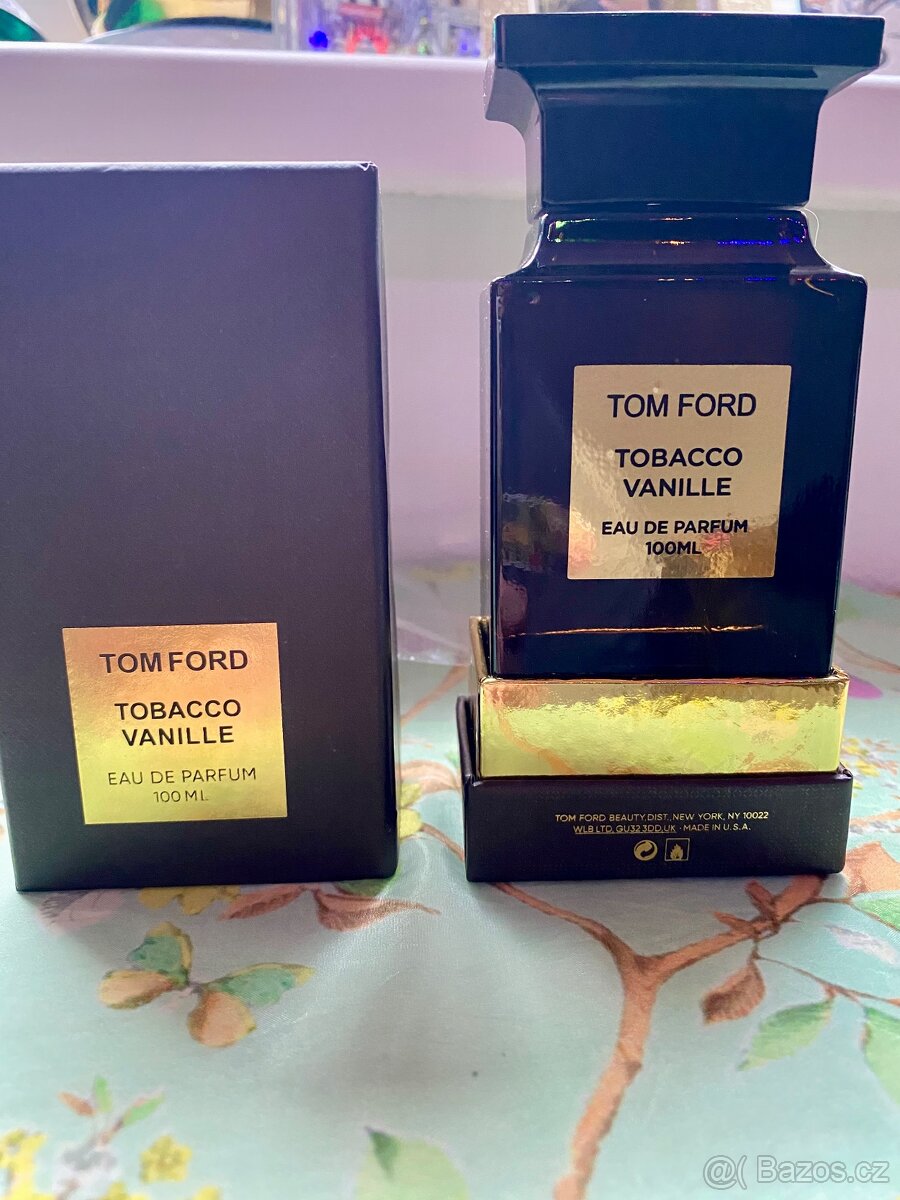 TOM FORD
TOBACCO
VANILLE
EAU DE PARFUM
100 ML
TOM FORD
TOBACCO
VANILLE
EAU DE PARFUM
100ML
TOM FORD BEAUTY, DIST., NEW YORK, NY 10022
WLB LTD, GU32 3DD,UK · MADE IN U.S.A.
@( Bazos.cz